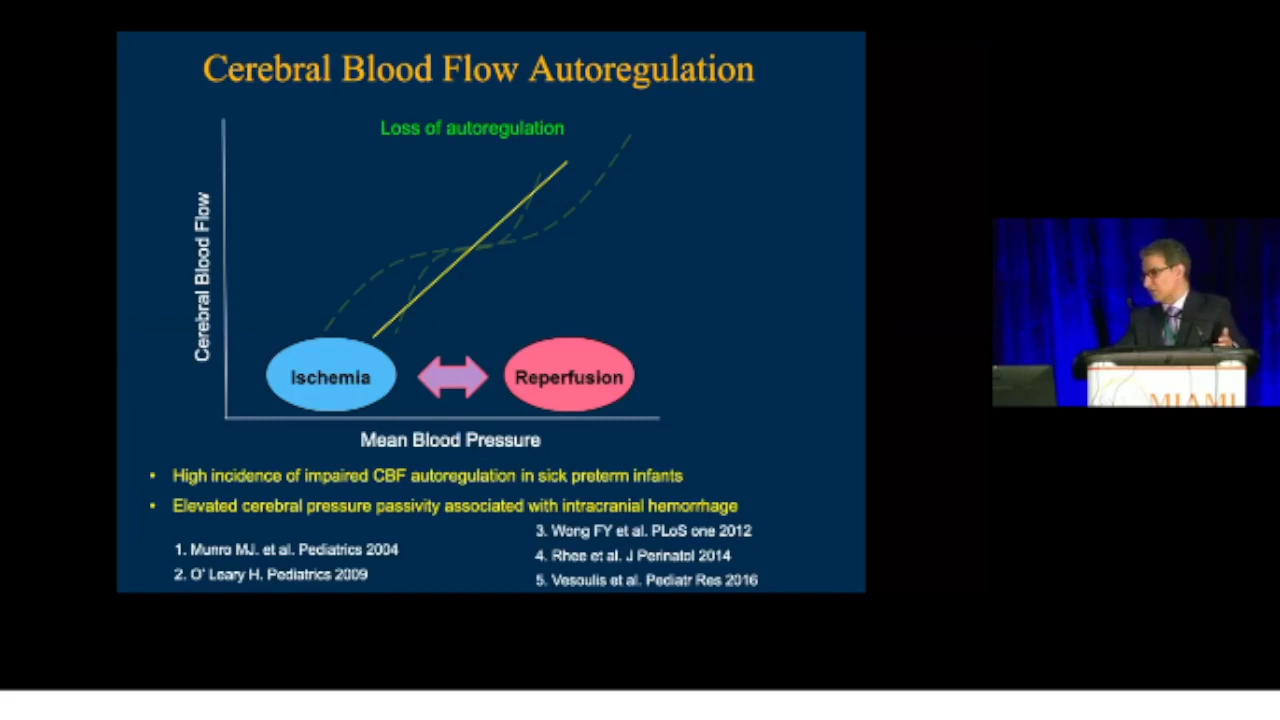 Cerebral Blood Flow Autoregulation
Loss of autoregulation
Cerebral Blood Flow
Ischemia
Reperfusion
Mean Blood Pressure
• High incidence of impaired CBF autoregulation in sick preterm infants
• Elevated cerebral pressure passivity associated with intracranial hemorrhage
1. Munro MJ. et al. Pediatrics 2004
2. O' Leary H. Pediatrics 2009
3. Wong FY et al. PLoS one 2012
4. Rhee et al. J Perinatol 2014
5. Vesoulis et al. Pediatr Res 2016
MIAMI